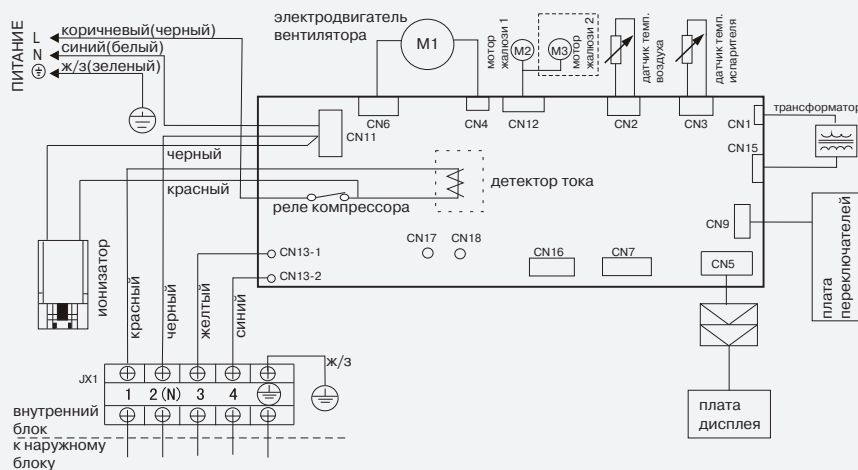 ПИТАНИЕ
L
коричневый(черный)
N
синий(белый)
ж/з(зеленый)
электродвигатель
вентилятора
M1
мотор
жалюзи 1
M2
M3
мотор
жалюзи 2
датчик темп.
воздуха
датчик темп.
испарителя
CN6
CN4
CN12
CN2
CN3
CN1
трансформатор
CN11
CN15
черный
красный
детектор тока
реле компрессора
CN9
плата
переключателей
ионизатор
CN13-1
CN13-2
CN17
CN18
CN16
CN7
CN5
красный
черный
желтый
синий
ж/з
JX1
1
2(N)
3
4
внутренний
блок
к наружному
блоку
плата
дисплея